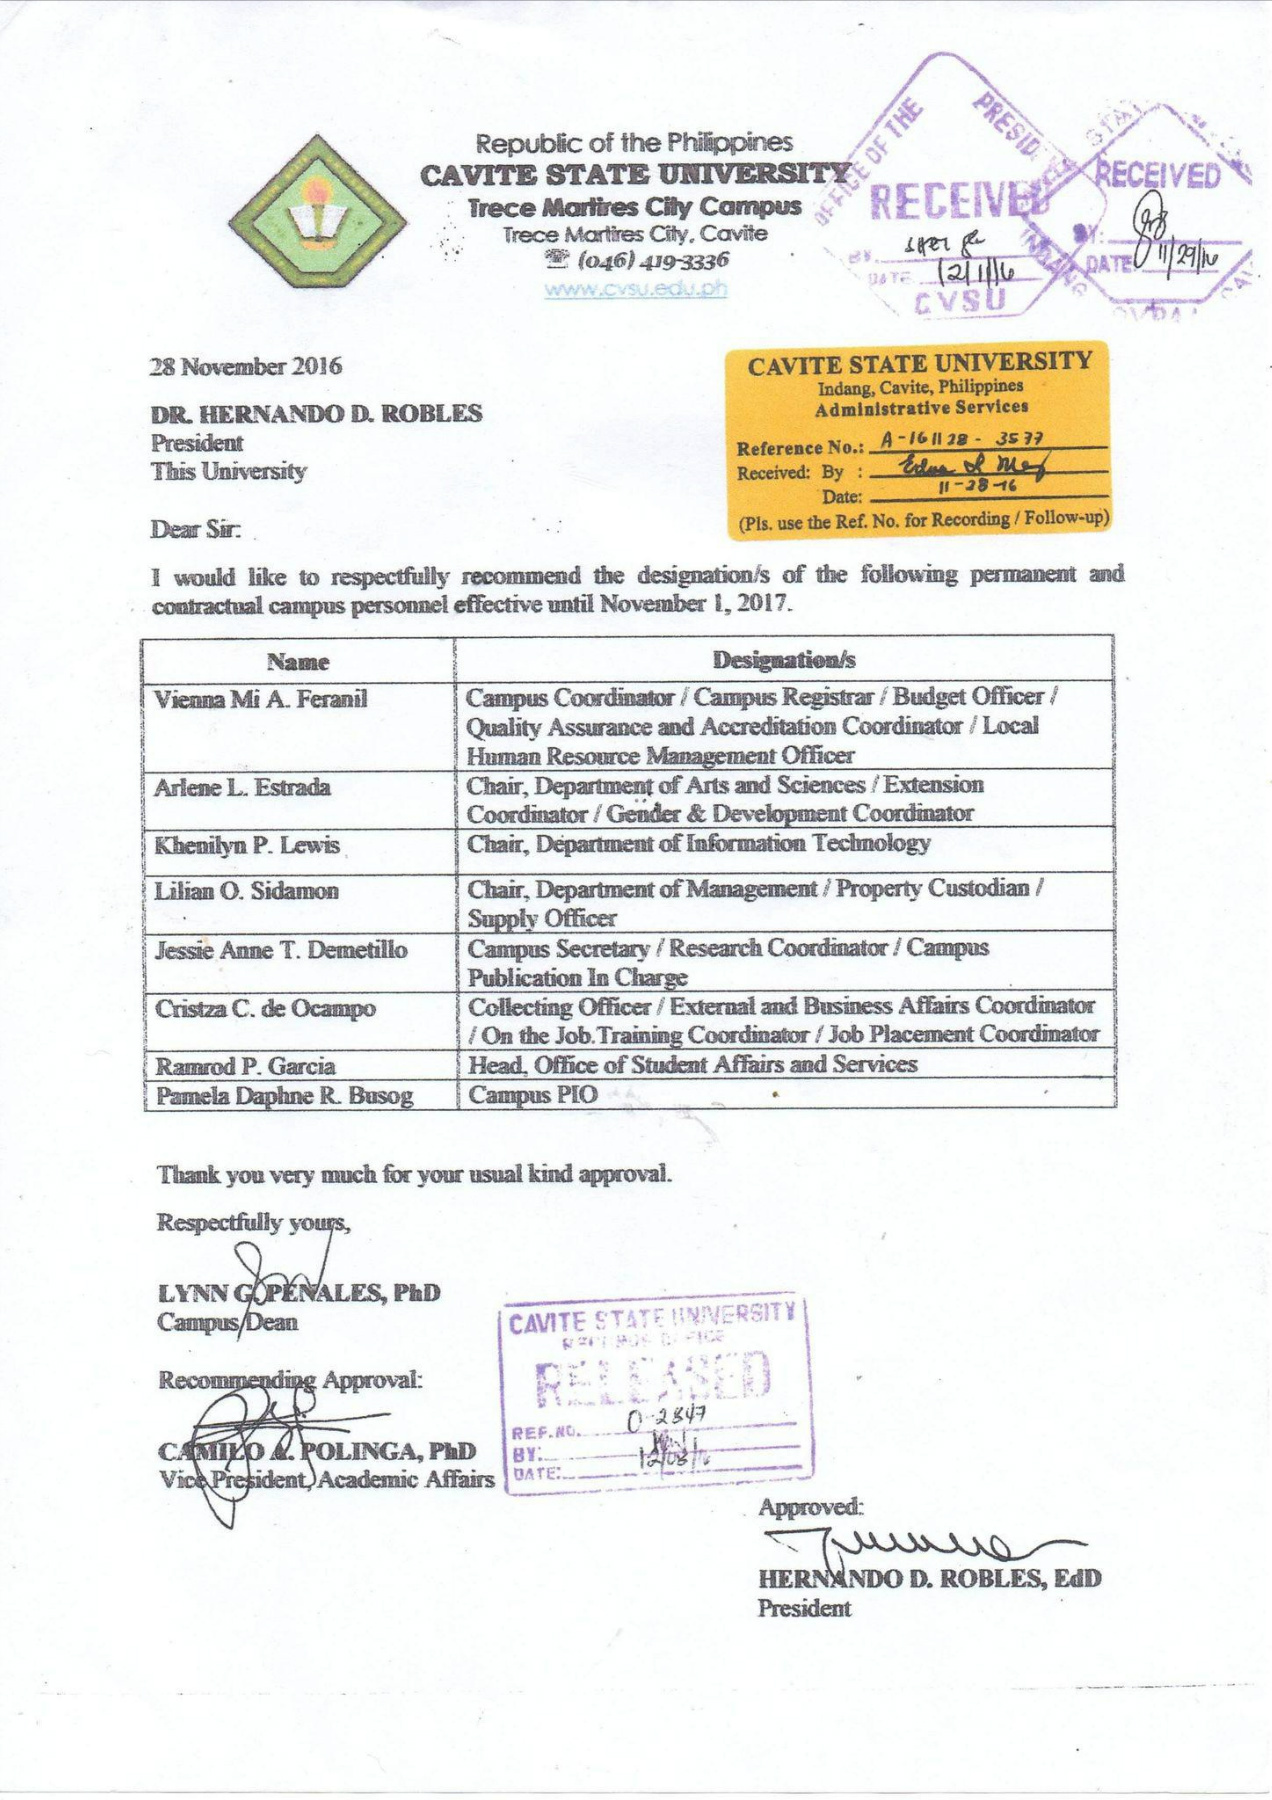 Republic of the Philippines
CAVITE STATE UNIVERSITY
Trece Martires City Campus
Trece Martires City, Cavite
☎ (046) 419-3336
www.cvsu.edu.ph
OFFICE OF THE PRESIDENT
RECEIVED
BY:
DATE: 12/1/16
CVSU
INDANG
RECEIVED
BY:
DATE: 11/29/16
28 November 2016
DR. HERNANDO D. ROBLES
President
This University
CAVITE STATE UNIVERSITY
Indang, Cavite, Philippines
Administrative Services
Reference No.: A-161128-3577
Received: By :
Date: 11-28-16
(Pls. use the Ref. No. for Recording / Follow-up)
Dear Sir:
I would like to respectfully recommend the designation/s of the following permanent and
contractual campus personnel effective until November 1, 2017.
Name Designation/s
Vienna Mi A. Feranil Campus Coordinator / Campus Registrar / Budget Officer /
Quality Assurance and Accreditation Coordinator / Local
Human Resource Management Officer
Arlene L. Estrada Chair, Department of Arts and Sciences / Extension
Coordinator / Gender & Development Coordinator
Khenilyn P. Lewis Chair, Department of Information Technology
Lilian O. Sidamon Chair, Department of Management / Property Custodian /
Supply Officer
Jessie Anne T. Demetillo Campus Secretary / Research Coordinator / Campus
Publication In Charge
Cristza C. de Ocampo Collecting Officer / External and Business Affairs Coordinator
/ On the Job Training Coordinator / Job Placement Coordinator
Ramrod P. Garcia Head, Office of Student Affairs and Services
Pamela Daphne R. Busog Campus PIO
Thank you very much for your usual kind approval.
Respectfully yours,
LYNN G. PENALES, PhD
Campus Dean
Recommending Approval:
CAMILO A. POLINGA, PhD
Vice President, Academic Affairs
CAVITE STATE UNIVERSITY
RECORDS OFFICE
RELEASED
REF.NO. 0-2847
BY:
DATE: 12/08/16
Approved:
HERNANDO D. ROBLES, EdD
President